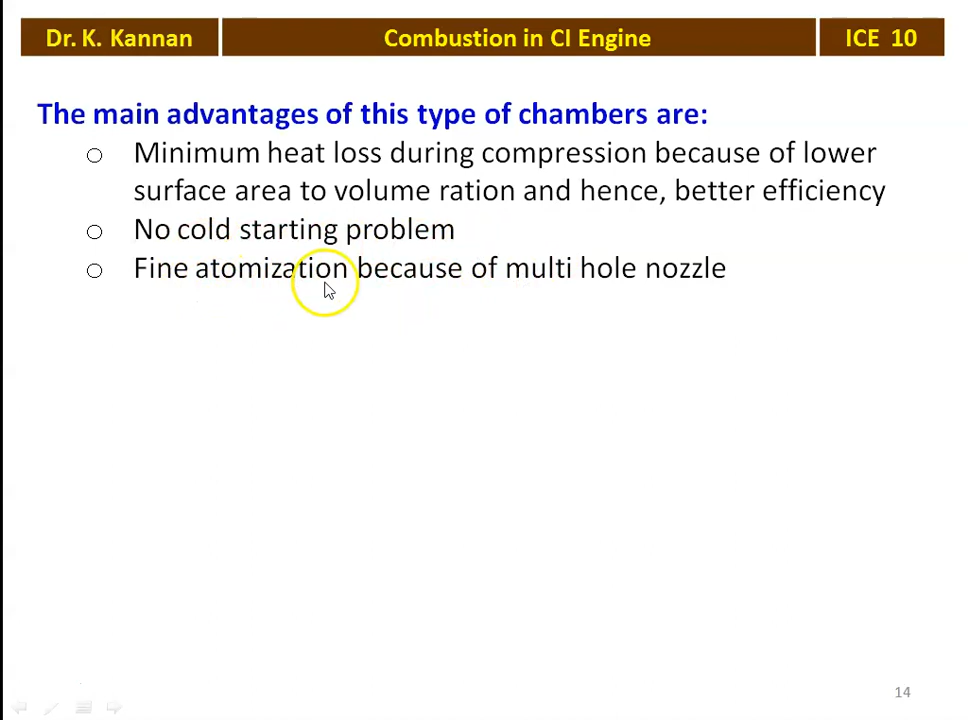 Dr. K. Kannan
Combustion in CI Engine
ICE 10
The main advantages of this type of chambers are:
o Minimum heat loss during compression because of lower
surface area to volume ration and hence, better efficiency
o No cold starting problem
o Fine atomization because of multi hole nozzle
14